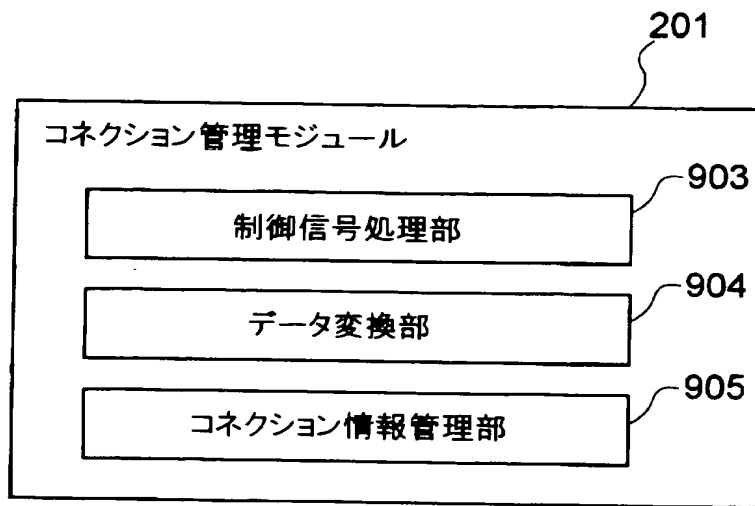 201
コネクション管理モジュール
903
制御信号処理部
904
データ変換部
905
コネクション情報管理部